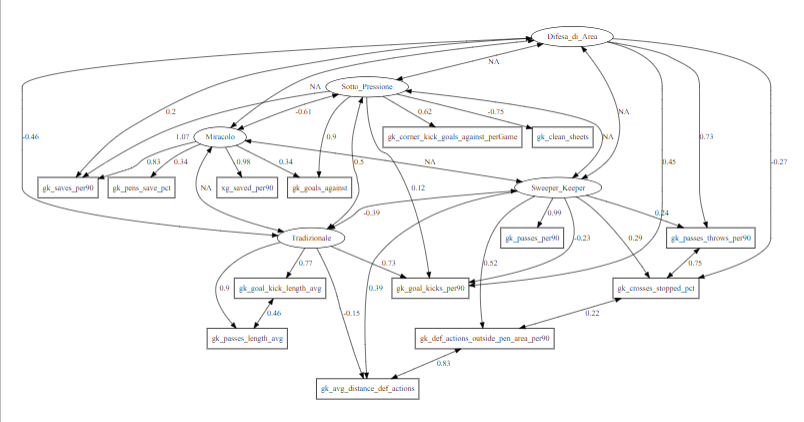 Difesa_di_Area
NA
NA
Sotto_Pressione
0.2
-0.61
0.62
-0.75
NA
0.73
-0.46
1.07
Miracolo
0.9
gk_corner_kick_goals_against_perGame
gk_clean_sheets
NA
0.83
0.34
0.98
0.34
0.5
NA
0.45
-0.27
gk_saves_per90
gk_pens_save_pct
xg_saved_per90
gk_goals_against
NA
0.12
Sweeper_Keeper
-0.39
0.99
0.24
Tradizionale
gk_passes_per90
-0.23
0.29
gk_passes_throws_per90
0.77
0.73
0.52
0.75
0.9
gk_goal_kick_length_avg
0.39
gk_goal_kicks_per90
gk_crosses_stopped_pct
0.46
-0.15
0.22
gk_passes_length_avg
gk_def_actions_outside_pen_area_per90
0.83
gk_avg_distance_def_actions